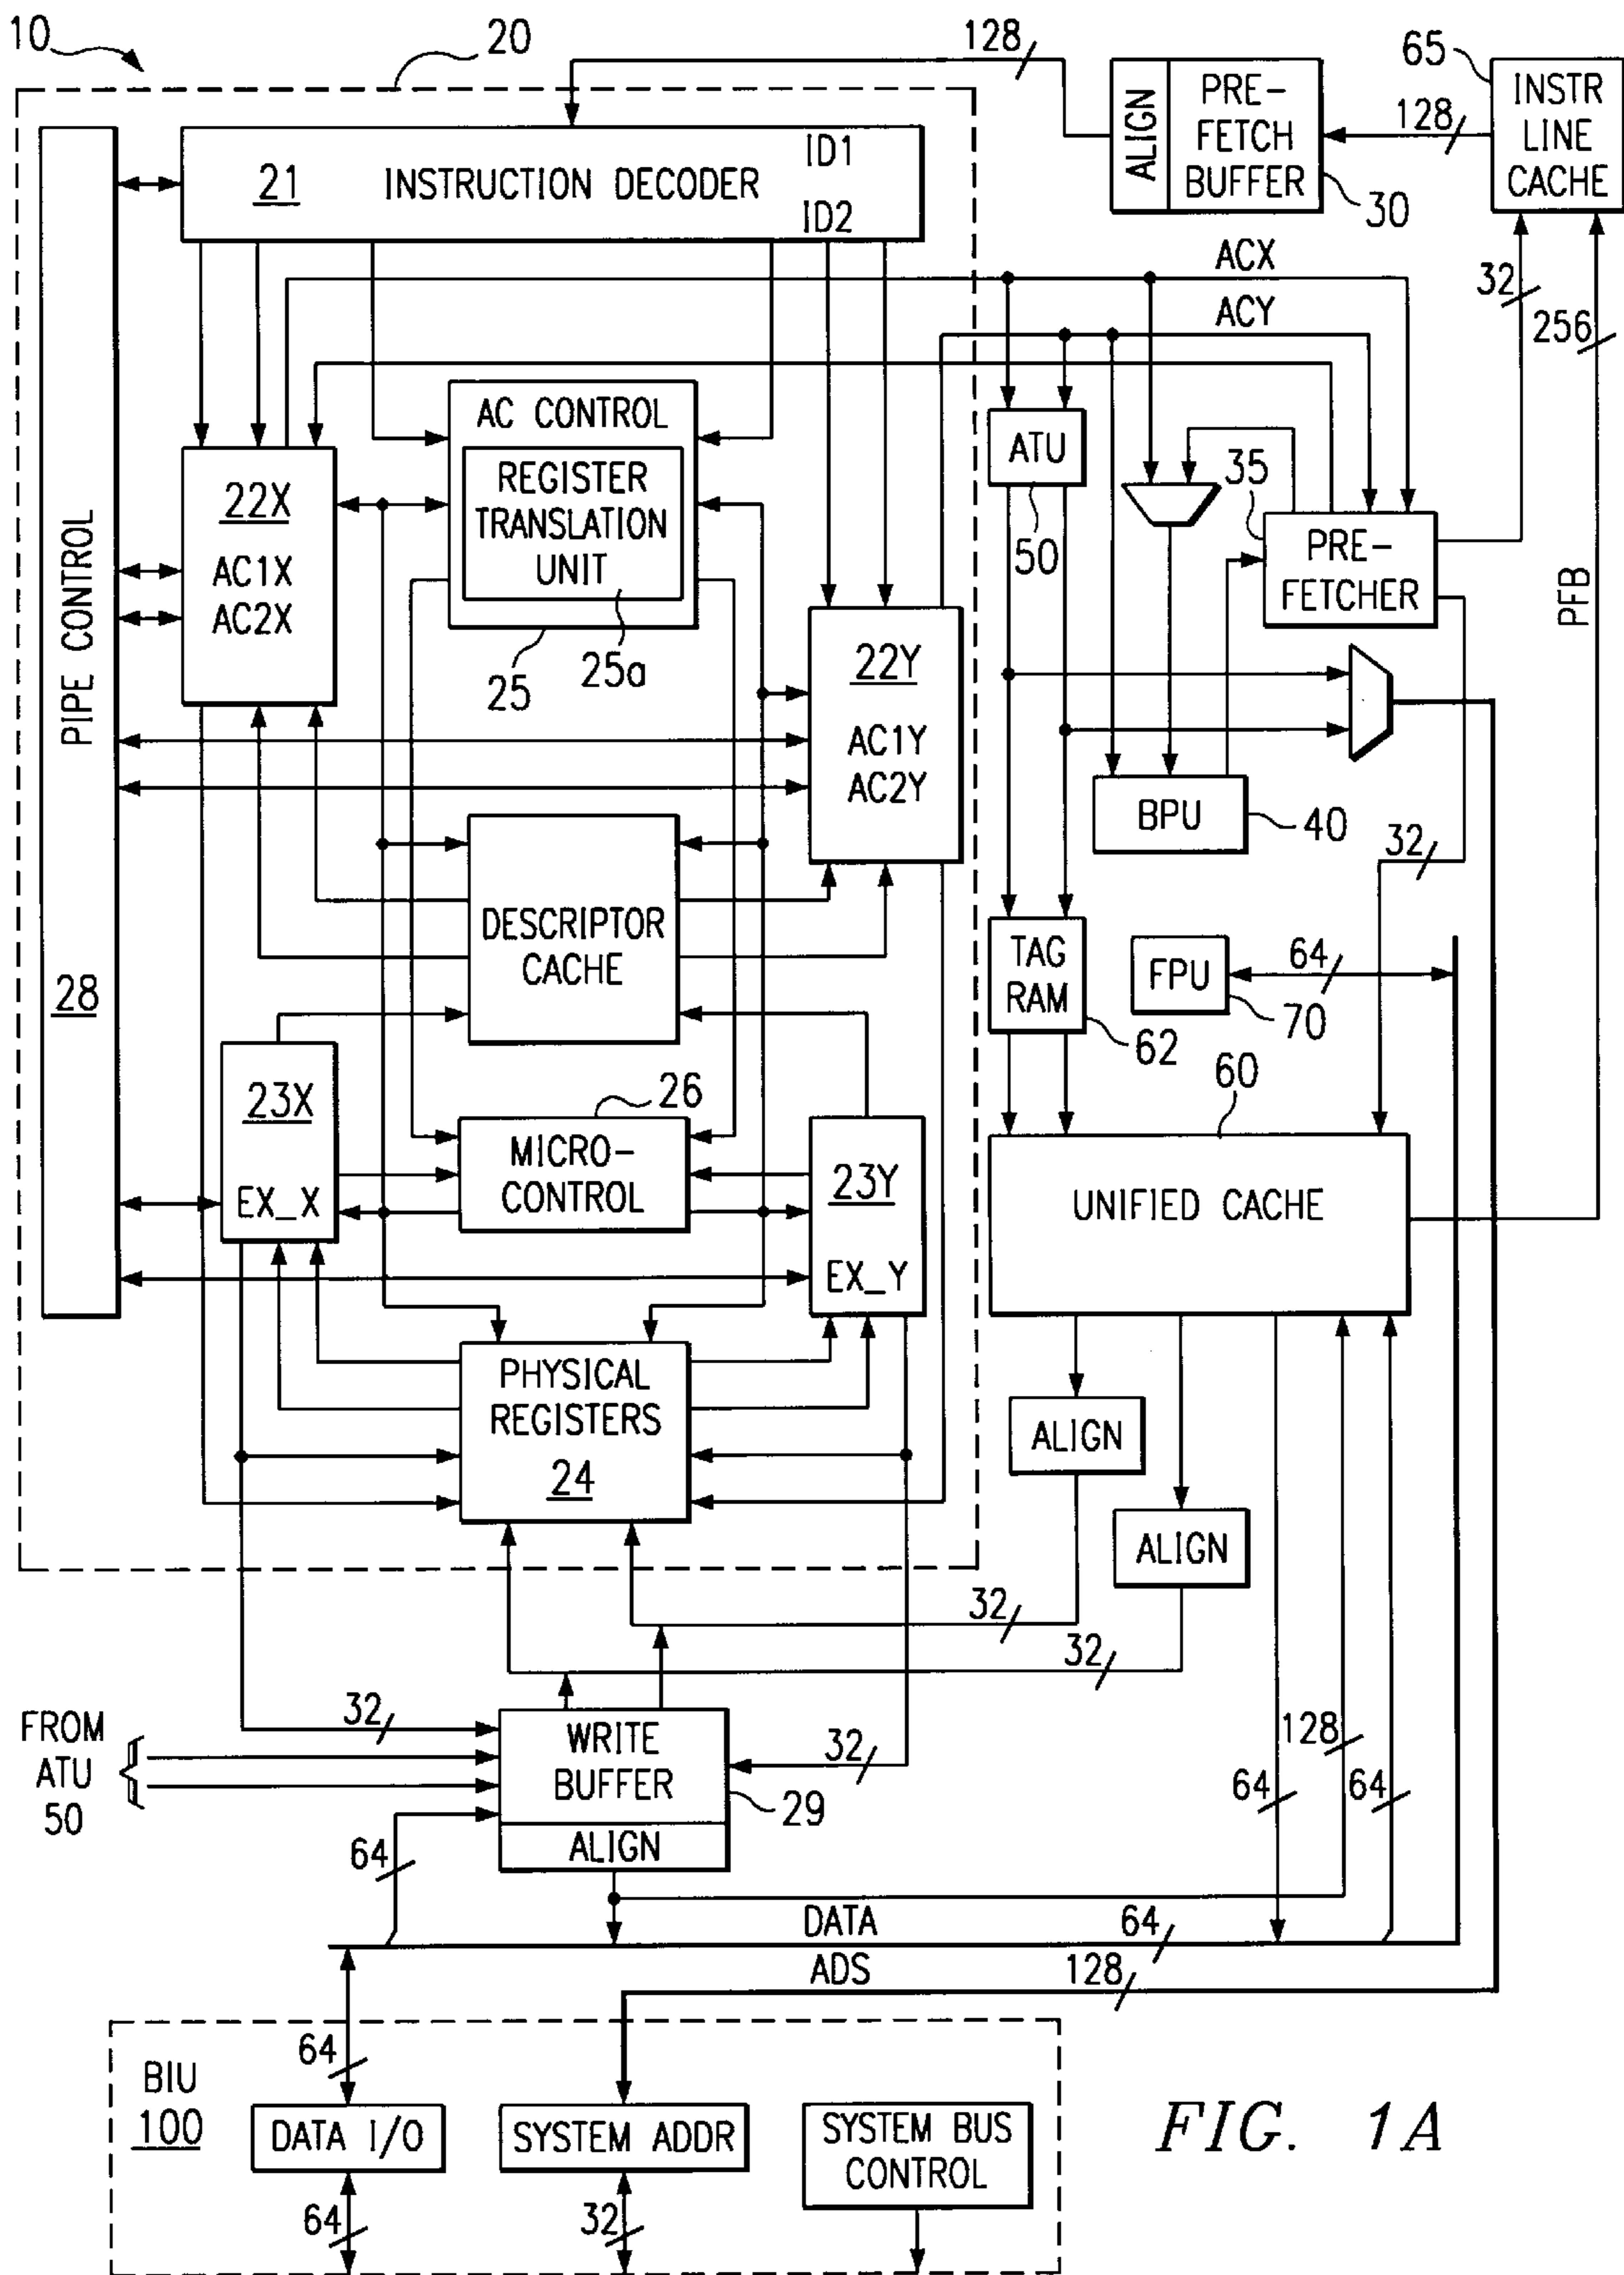 10
20
128
65
INSTR
LINE
CACHE
ALIGN
PRE-
FETCH
BUFFER
128
30
21
INSTRUCTION DECODER
ID1
ID2
ACX
32
ACY
256
AC CONTROL
REGISTER
TRANSLATION
UNIT
25
25a
22X
AC1X
AC2X
PIPE CONTROL
28
ATU
50
35
PRE-
FETCHER
PFB
22Y
AC1Y
AC2Y
BPU
40
32
DESCRIPTOR
CACHE
TAG
RAM
62
FPU
70
64
23X
EX_X
26
MICRO-
CONTROL
23Y
EX_Y
60
UNIFIED CACHE
PHYSICAL
REGISTERS
24
ALIGN
ALIGN
32
32
FROM
ATU
50
32
WRITE
BUFFER
ALIGN
32
29
128
64
64
64
DATA
64
ADS
128
BIU
100
64
DATA I/O
SYSTEM ADDR
SYSTEM BUS
CONTROL
64
32
FIG. 1A